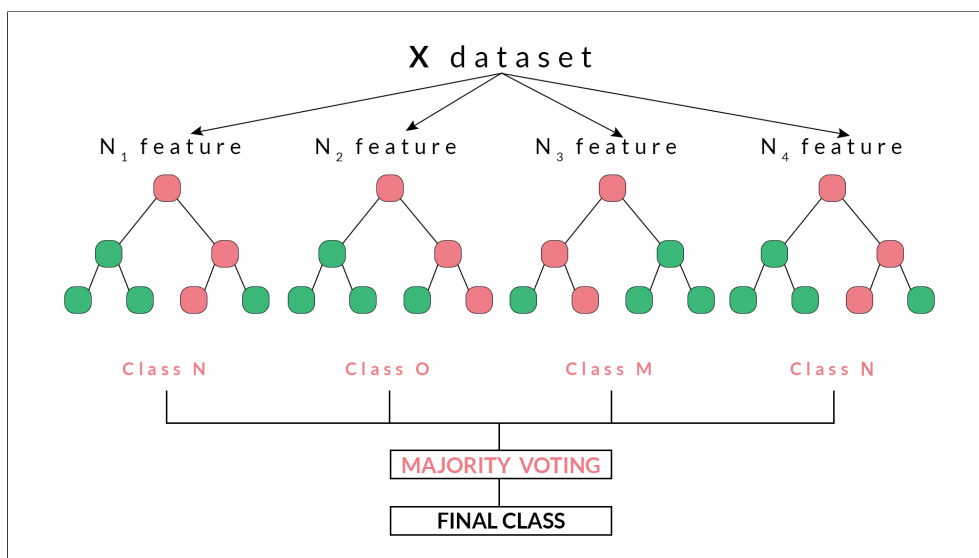 X dataset
N₁ feature N₂ feature N₃ feature N₄ feature
Class N Class O Class M Class N
MAJORITY VOTING
FINAL CLASS